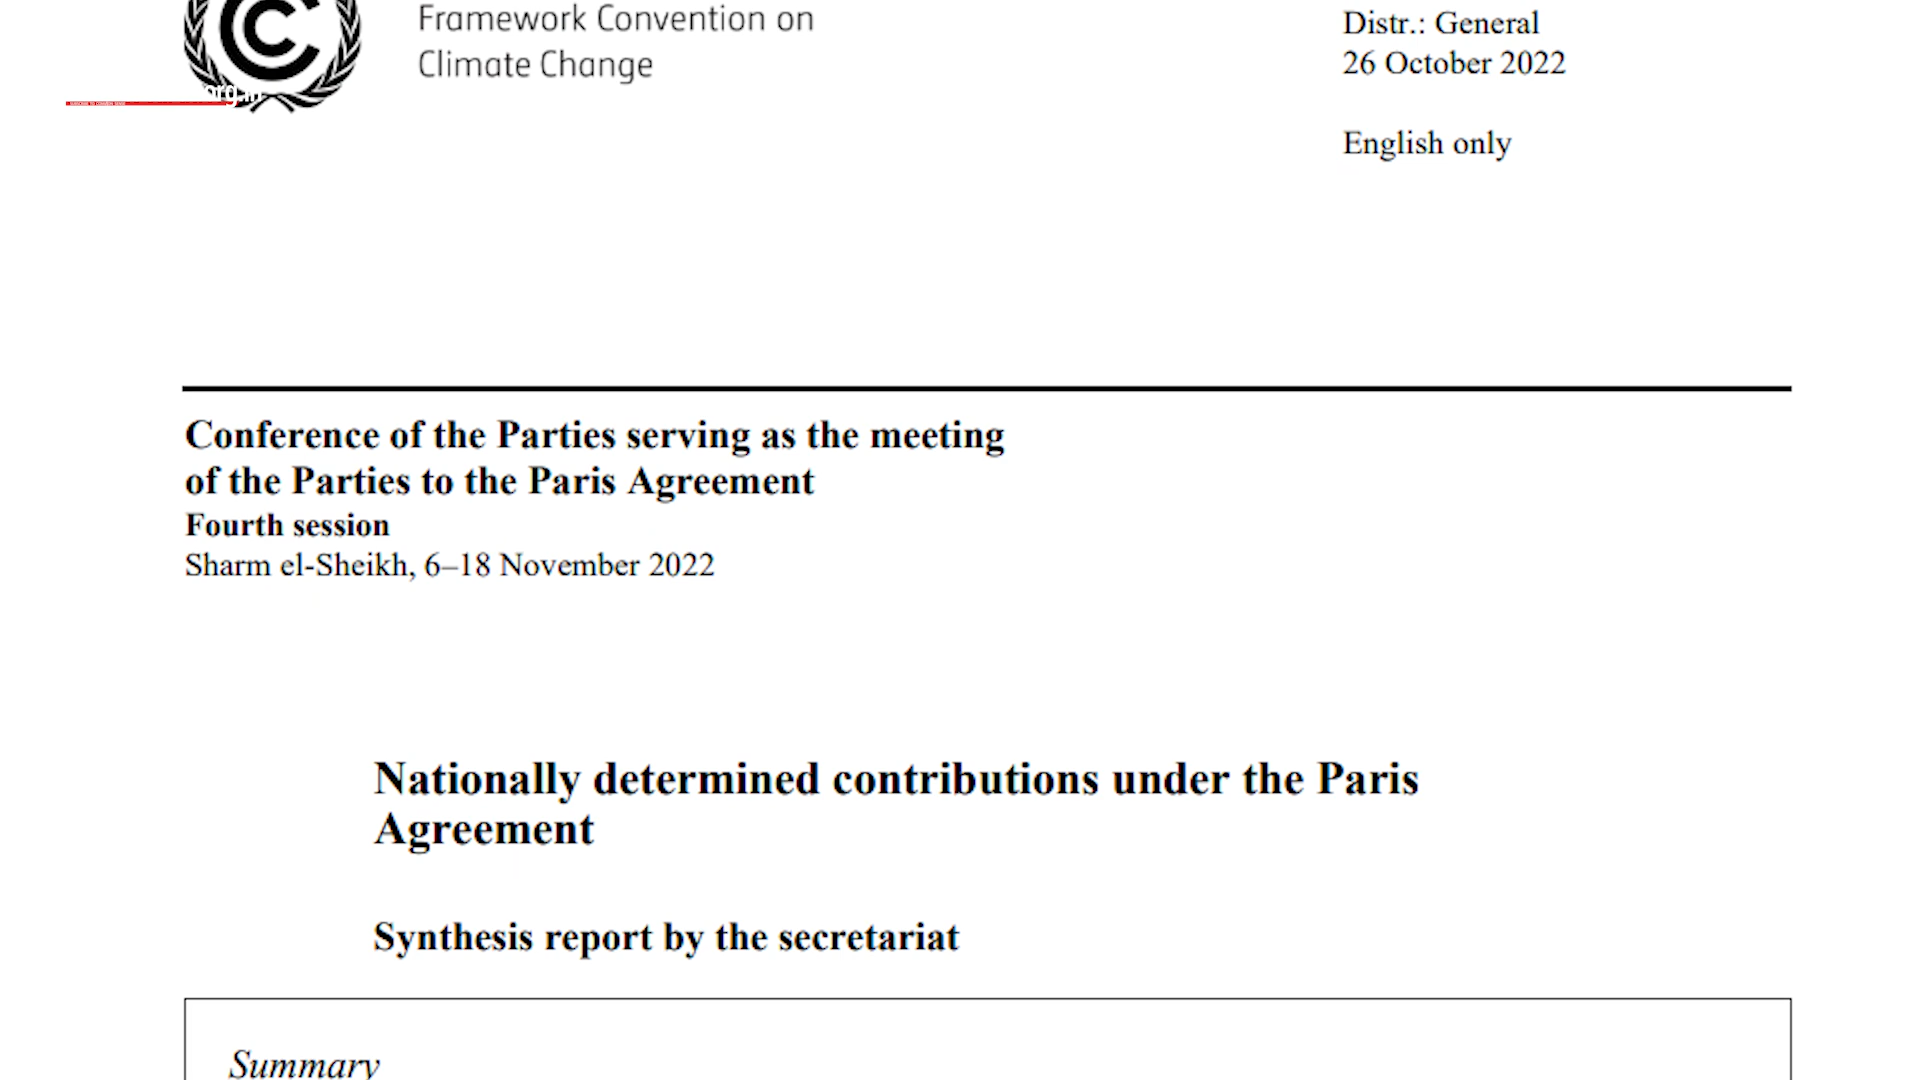 Framework Convention on
Climate Change
Distr.: General
26 October 2022
English only
org.in
Conference of the Parties serving as the meeting
of the Parties to the Paris Agreement
Fourth session
Sharm el-Sheikh, 6–18 November 2022
Nationally determined contributions under the Paris
Agreement
Synthesis report by the secretariat
Summary